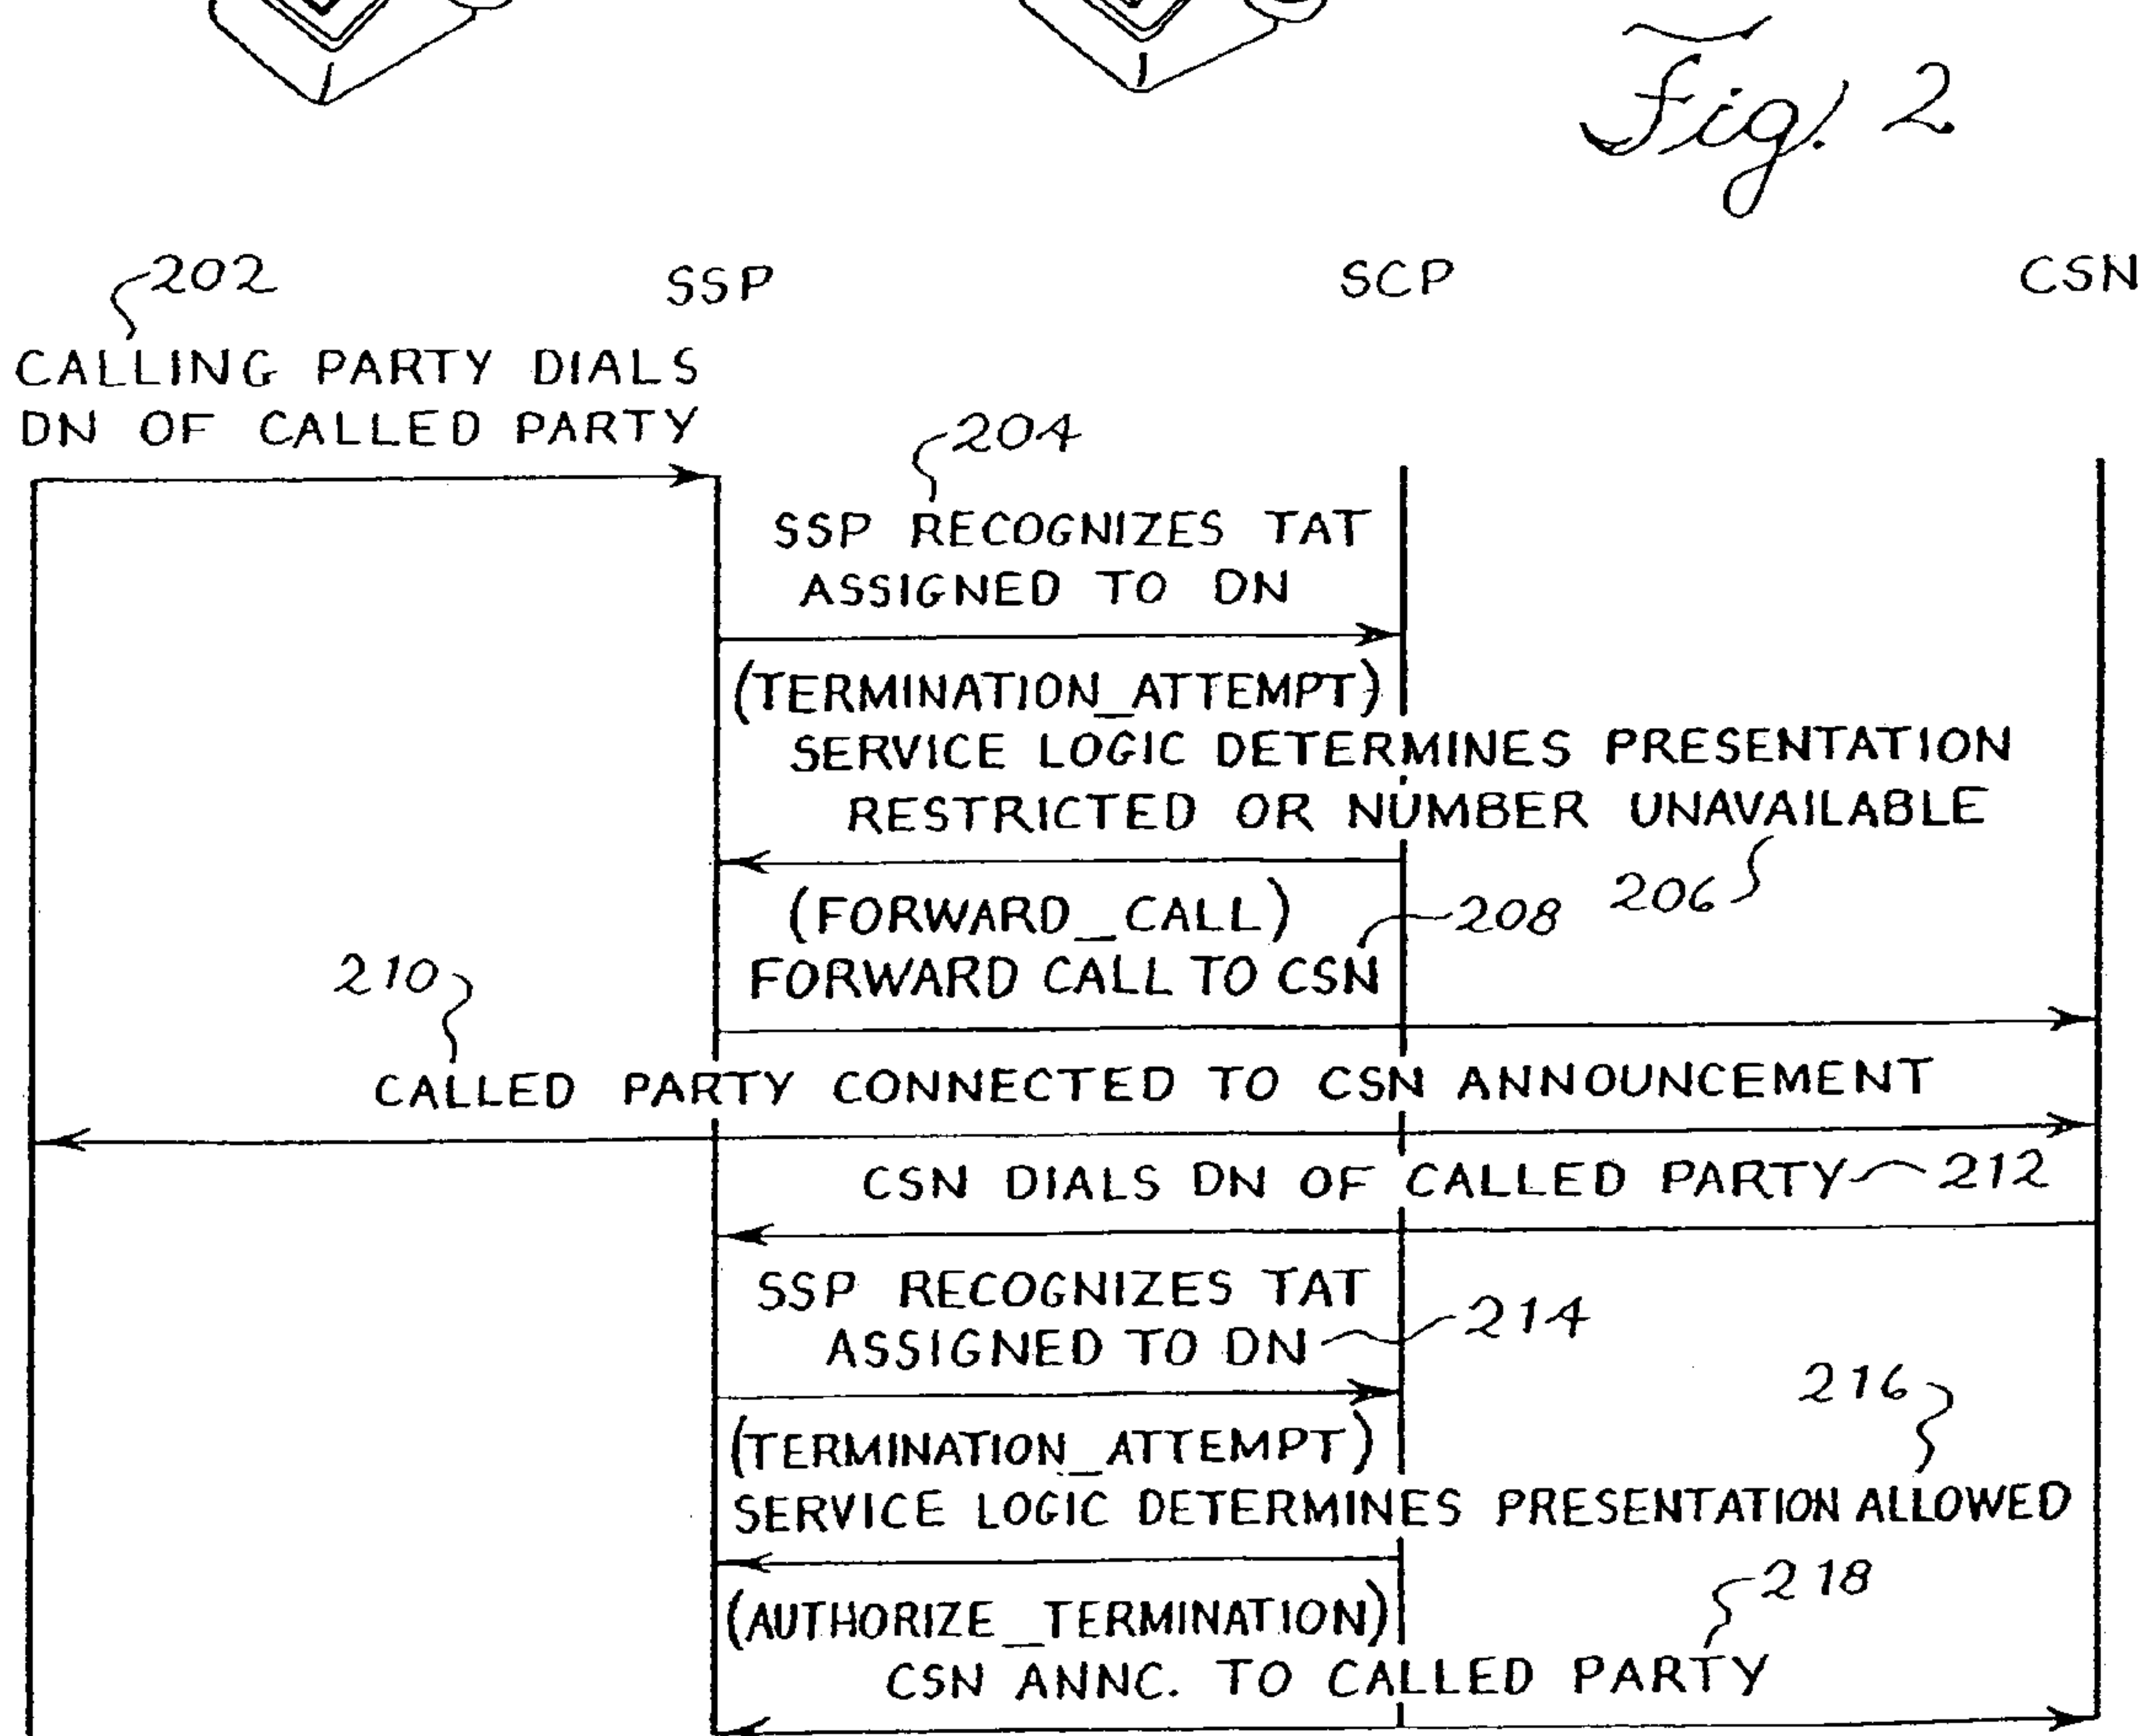 Fig. 2
202
SSP
SCP
CSN
CALLING PARTY DIALS
DN OF CALLED PARTY
204
SSP RECOGNIZES TAT
ASSIGNED TO DN
(TERMINATION_ATTEMPT)
SERVICE LOGIC DETERMINES PRESENTATION
RESTRICTED OR NUMBER UNAVAILABLE
206
(FORWARD_CALL)
208
FORWARD CALL TO CSN
210
CALLED PARTY CONNECTED TO CSN ANNOUNCEMENT
CSN DIALS DN OF CALLED PARTY
212
SSP RECOGNIZES TAT
ASSIGNED TO DN
214
216
(TERMINATION_ATTEMPT)
SERVICE LOGIC DETERMINES PRESENTATION ALLOWED
218
(AUTHORIZE_TERMINATION)
CSN ANNC. TO CALLED PARTY